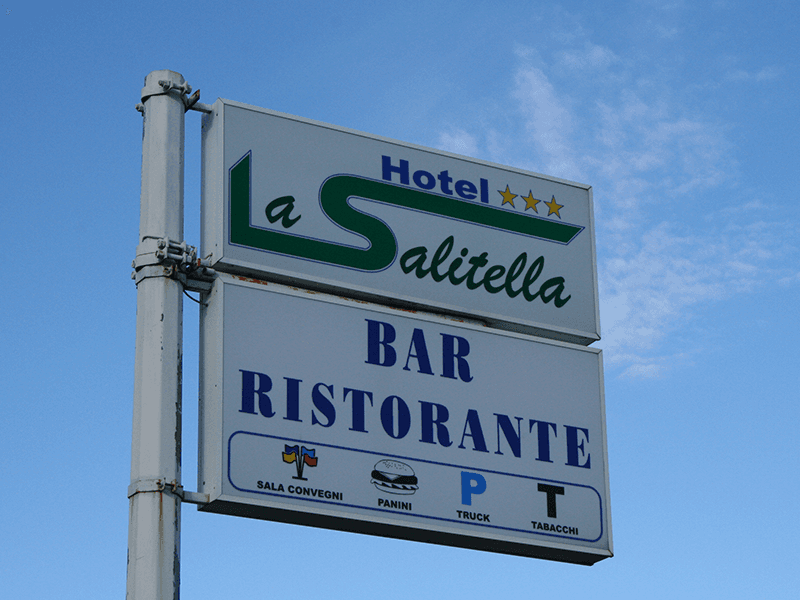 Hotel
La Salitella
BAR
RISTORANTE
SALA CONVEGNI
PANINI
P
TRUCK
T
TABACCHI